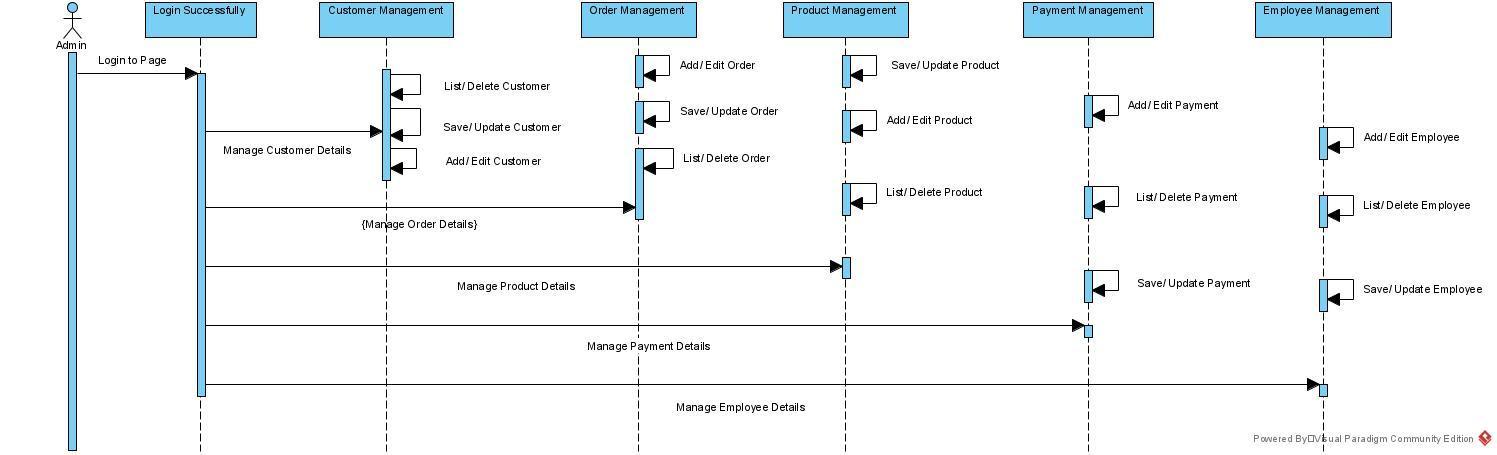 Login Successfully
Customer Management
Order Management
Product Management
Payment Management
Employee Management
Admin
Login to Page
List/ Delete Customer
Save/ Update Customer
Manage Customer Details
Add/ Edit Customer
Add/ Edit Order
Save/ Update Order
List/ Delete Order
{Manage Order Details}
Save/ Update Product
Add/ Edit Product
List/ Delete Product
Manage Product Details
Add/ Edit Payment
List/ Delete Payment
Save/ Update Payment
Manage Payment Details
Add/ Edit Employee
List/ Delete Employee
Save/ Update Employee
Manage Employee Details
Powered By□Visual Paradigm Community Edition